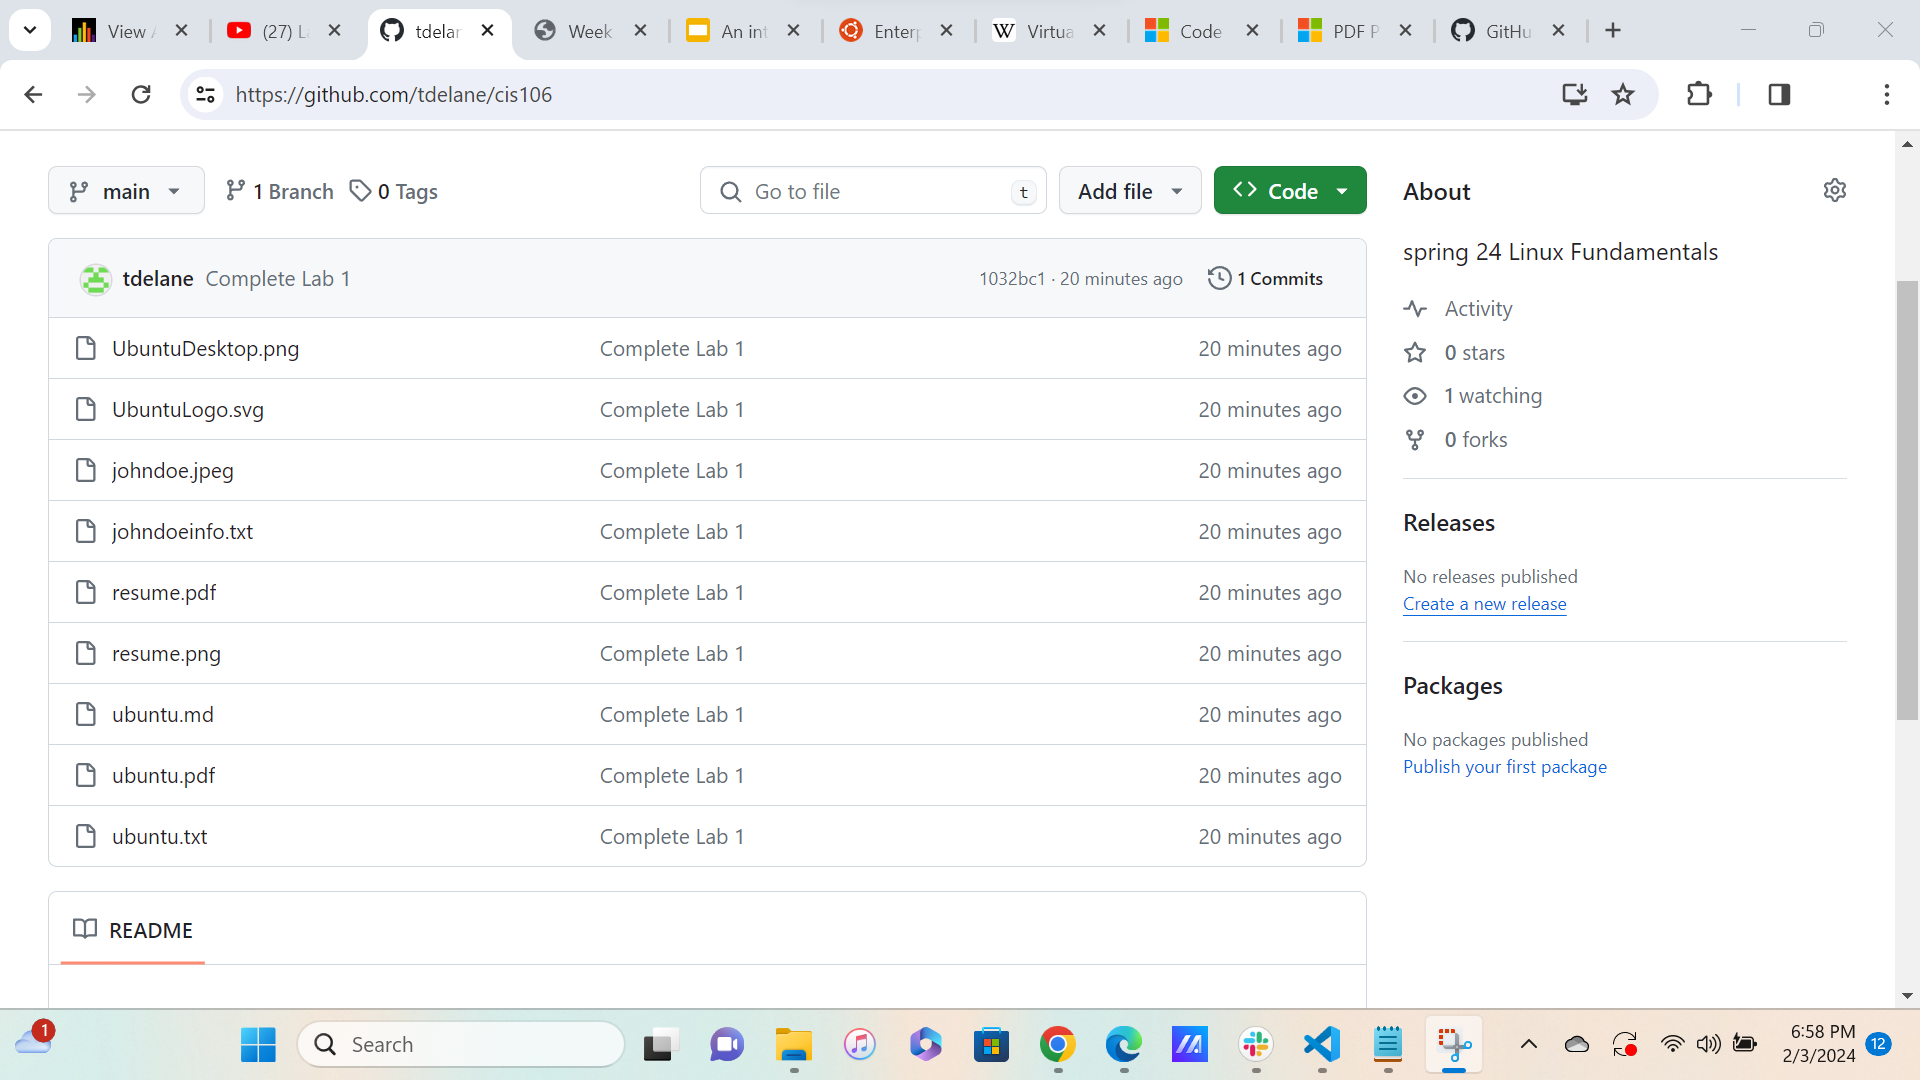 View A
(27) La
tdelan
Week
An int
Enterp
Virtua
Code
PDF P
GitHu
https://github.com/tdelane/cis106
main
1 Branch
0 Tags
Go to file
t
Add file
Code
About
spring 24 Linux Fundamentals
tdelane Complete Lab 1
1032bc1 · 20 minutes ago
1 Commits
Activity
UbuntuDesktop.png Complete Lab 1 20 minutes ago
0 stars
UbuntuLogo.svg Complete Lab 1 20 minutes ago
1 watching
0 forks
johndoe.jpeg Complete Lab 1 20 minutes ago
johndoeinfo.txt Complete Lab 1 20 minutes ago
Releases
No releases published
Create a new release
resume.pdf Complete Lab 1 20 minutes ago
resume.png Complete Lab 1 20 minutes ago
Packages
No packages published
Publish your first package
ubuntu.md Complete Lab 1 20 minutes ago
ubuntu.pdf Complete Lab 1 20 minutes ago
ubuntu.txt Complete Lab 1 20 minutes ago
README
1
Search
6:58 PM
2/3/2024
12